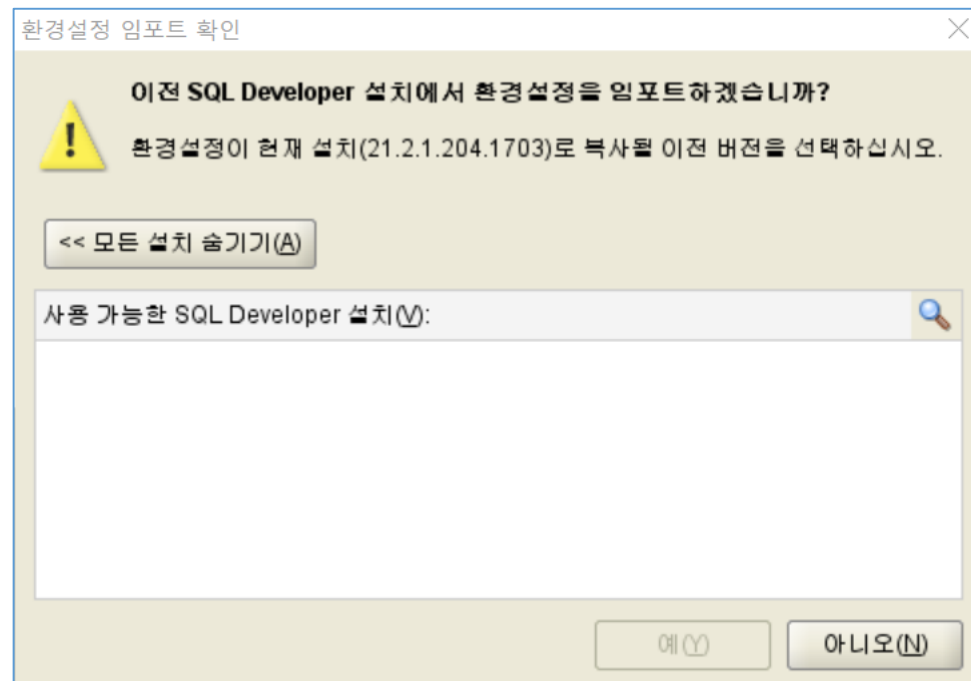 환경설정 임포트 확인
이전 SQL Developer 설치에서 환경설정을 임포트하겠습니까?
환경설정이 현재 설치(21.2.1.204.1703)로 복사될 이전 버전을 선택하십시오.
<< 모든 설치 숨기기(A)
사용 가능한 SQL Developer 설치(V):
예(Y)
아니오(N)